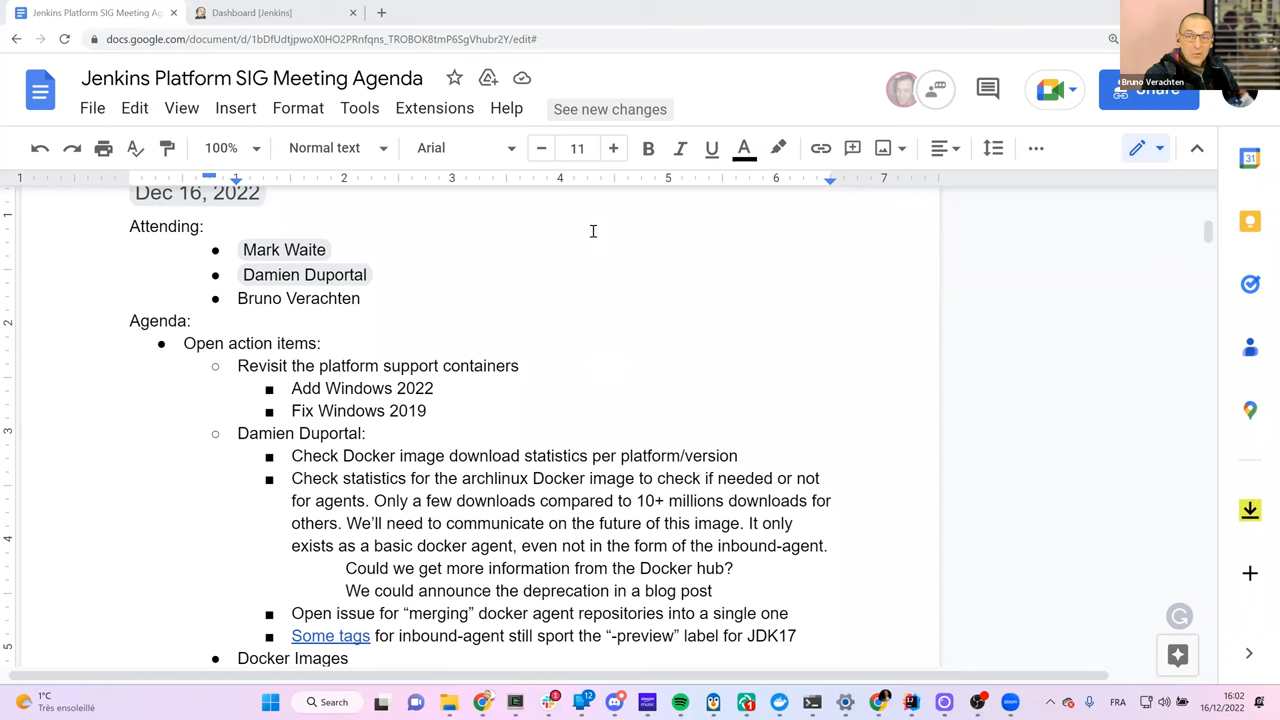 Jenkins Platform SIG Meeting Ag
Dashboard [Jenkins]
docs.google.com/document/d/1bDfUdtjpwoX0HO2PRnfqns_TROBOK8tmP6SgVhubr2Y/edit#
Bruno Verachten
Jenkins Platform SIG Meeting Agenda
Share
File Edit View Insert Format Tools Extensions Help See new changes
100% Normal text Arial 11
1 1 2 3 4 5 6 7
Dec 16, 2022
Attending:
● Mark Waite
● Damien Duportal
● Bruno Verachten
Agenda:
● Open action items:
○ Revisit the platform support containers
■ Add Windows 2022
■ Fix Windows 2019
○ Damien Duportal:
■ Check Docker image download statistics per platform/version
■ Check statistics for the archlinux Docker image to check if needed or not
for agents. Only a few downloads compared to 10+ millions downloads for
others. We’ll need to communicate on the future of this image. It only
exists as a basic docker agent, even not in the form of the inbound-agent.
Could we get more information from the Docker hub?
We could announce the deprecation in a blog post
■ Open issue for “merging” docker agent repositories into a single one
■ Some tags for inbound-agent still sport the “-preview” label for JDK17
● Docker Images
1°C
Très ensoleillé
Search
FRA
16:02
16/12/2022